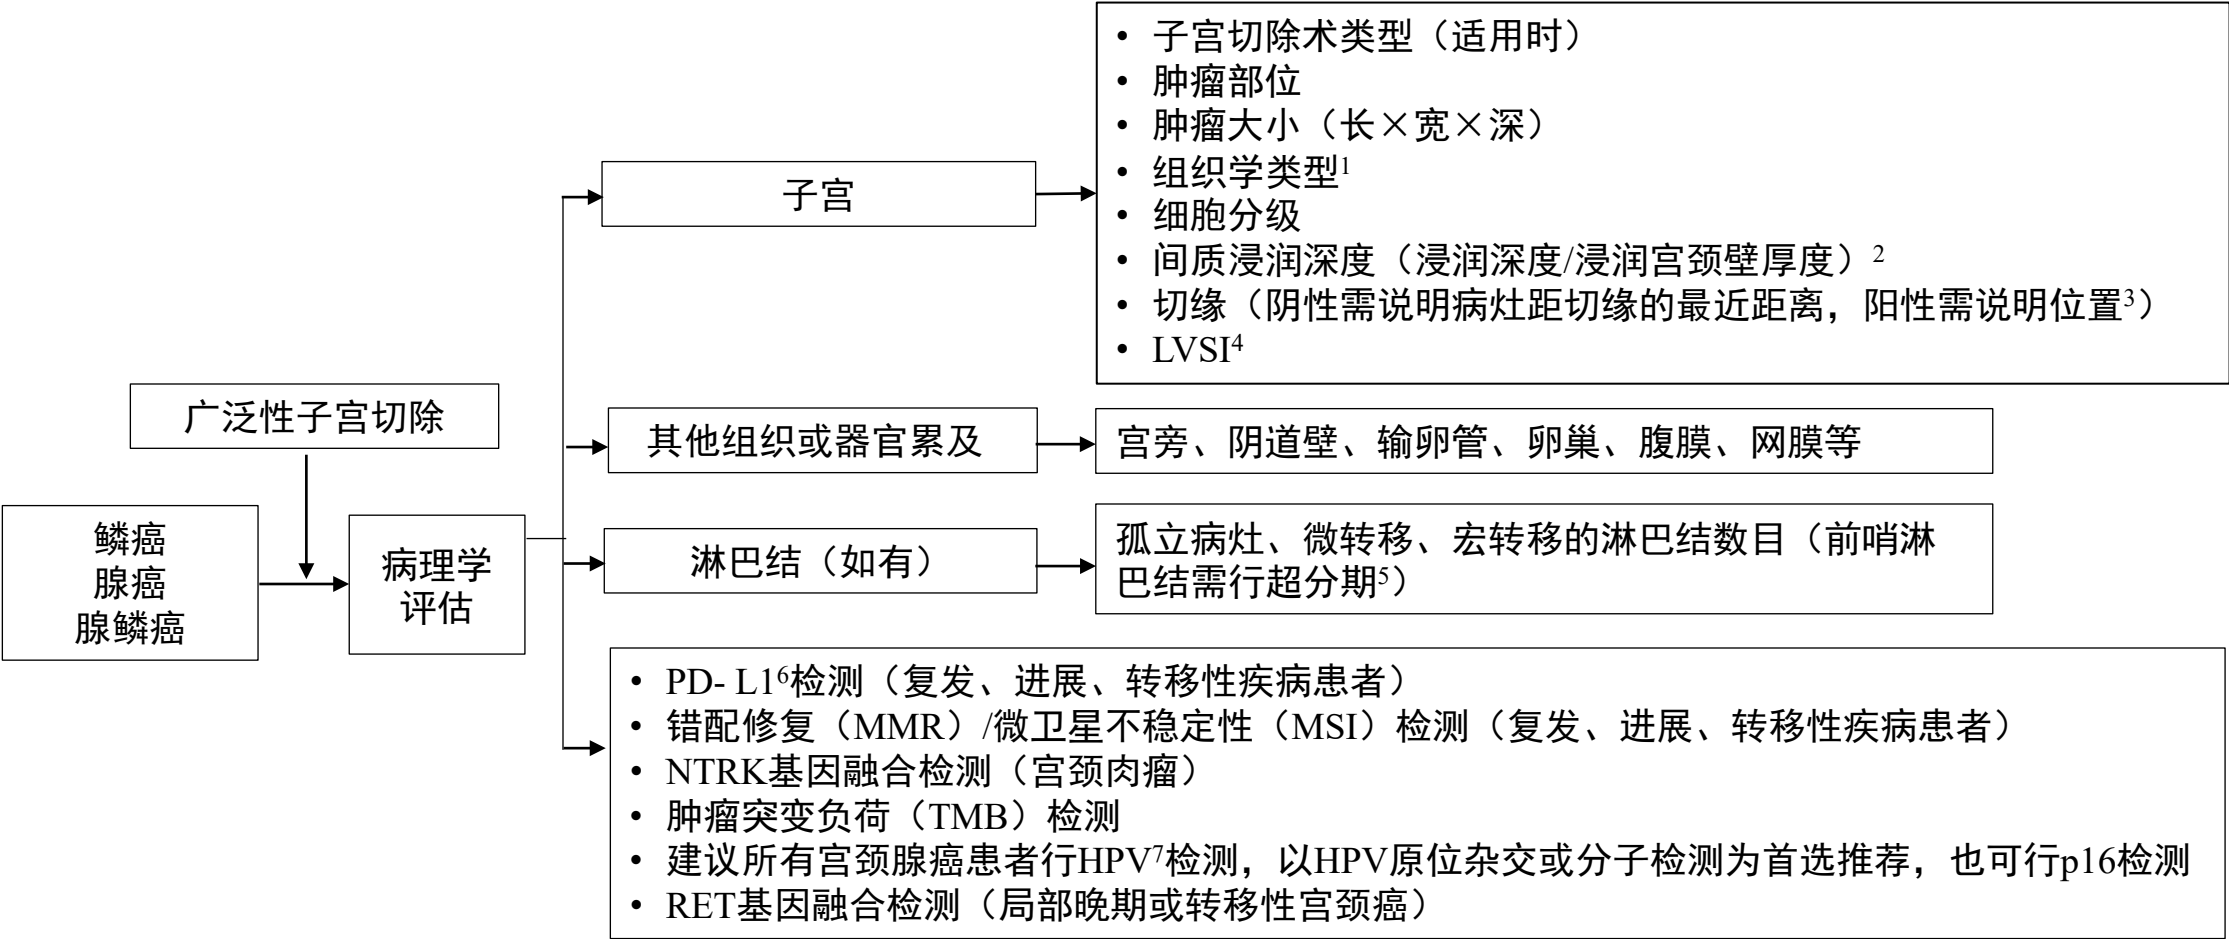 • 子宫切除术类型（适用时）
• 肿瘤部位
• 肿瘤大小（长×宽×深）
• 组织学类型¹
• 细胞分级
• 间质浸润深度（浸润深度/浸润宫颈壁厚度）²
• 切缘（阴性需说明病灶距切缘的最近距离，阳性需说明位置³）
• LVSI⁴
子宫
广泛性子宫切除
其他组织或器官累及
宫旁、阴道壁、输卵管、卵巢、腹膜、网膜等
鳞癌
腺癌
腺鳞癌
病理学
评估
淋巴结（如有）
孤立病灶、微转移、宏转移的淋巴结数目（前哨淋
巴结需行超分期⁵）
• PD- L1⁶检测（复发、进展、转移性疾病患者）
• 错配修复（MMR）/微卫星不稳定性（MSI）检测（复发、进展、转移性疾病患者）
• NTRK基因融合检测（宫颈肉瘤）
• 肿瘤突变负荷（TMB）检测
• 建议所有宫颈腺癌患者行HPV⁷检测，以HPV原位杂交或分子检测为首选推荐，也可行p16检测
• RET基因融合检测（局部晚期或转移性宫颈癌）